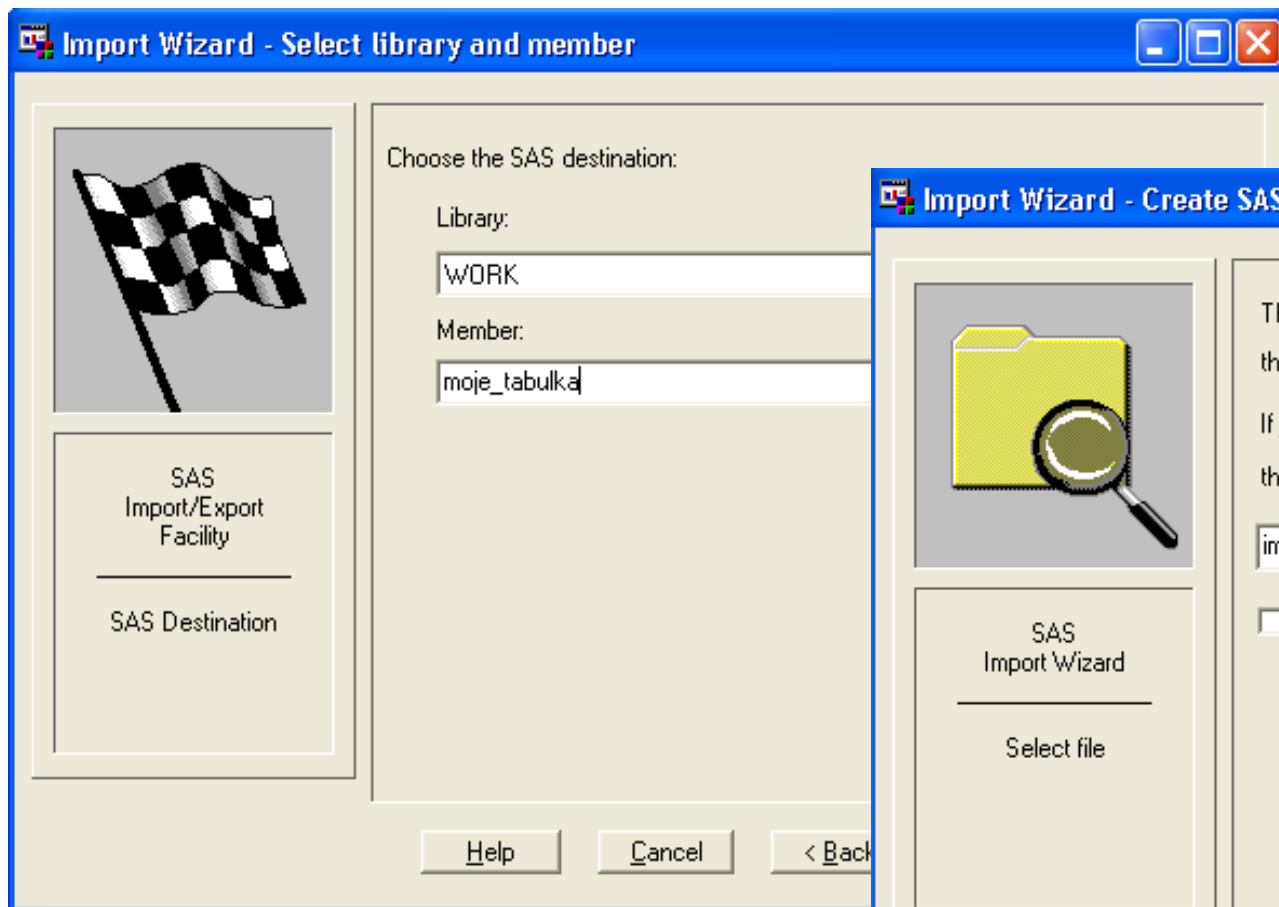 Import Wizard - Select library and member
Choose the SAS destination:
Library:
WORK
Member:
moje_tabulka
SAS
Import/Export
Facility
SAS Destination
Help
Cancel
< Back
Import Wizard - Create SAS
If
SAS
Import Wizard
Select file